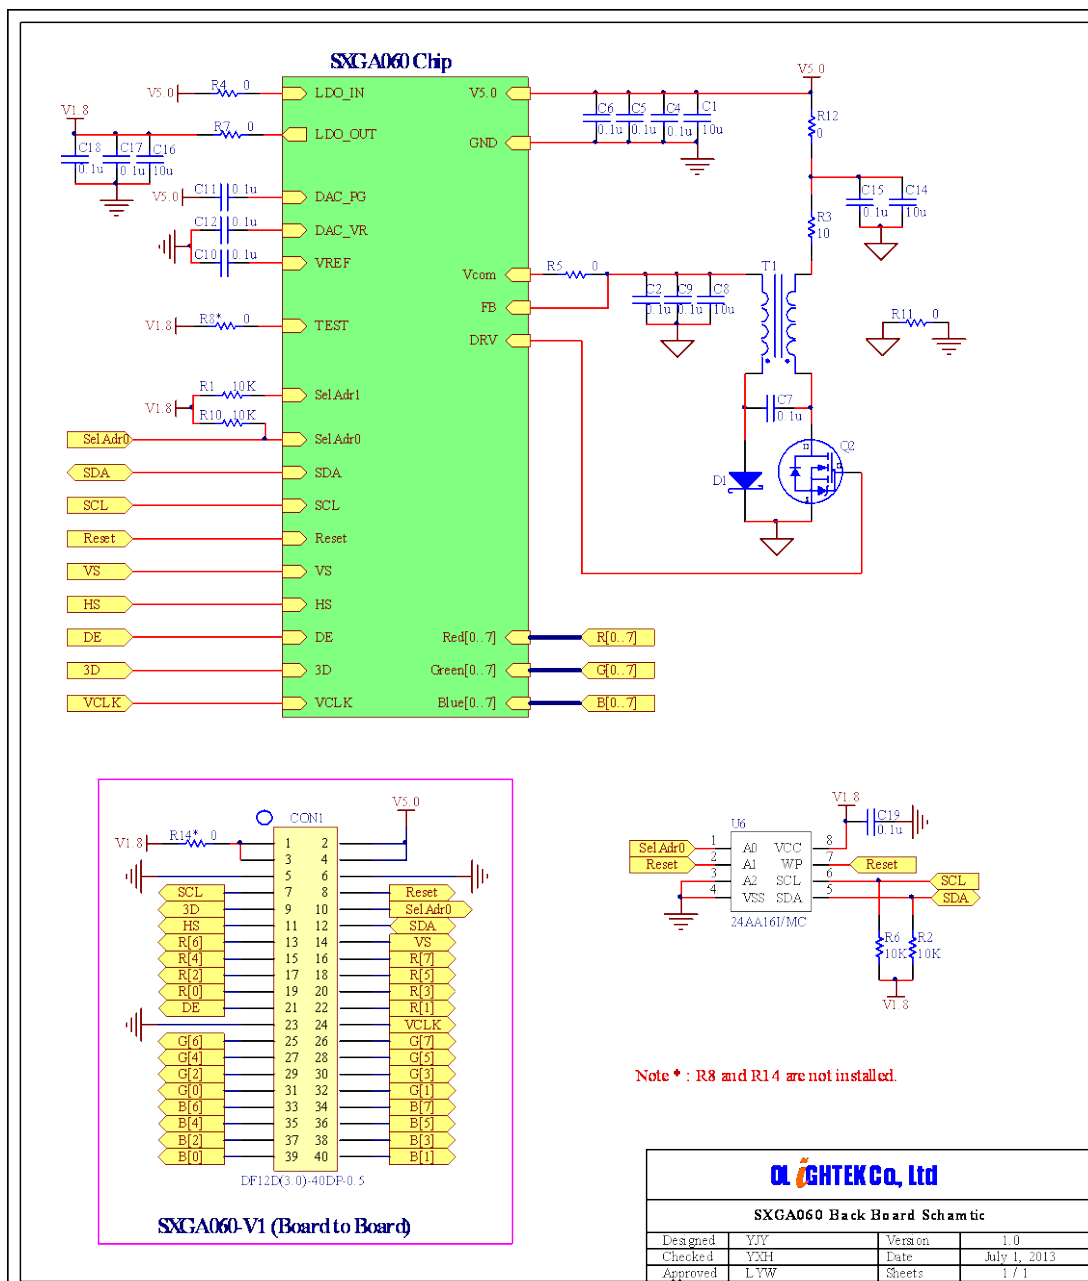 SXGA060 Chip
V5.0
R4 0
LDO_IN
V5.0
V5.0
V1.8
R7 0
LDO_OUT
C18
0.1u
C17
0.1u
C16
10u
GND
C6
0.1u
C5
0.1u
C4
0.1u
C1
10u
R12
0
V5.0
C11
0.1u
DAC_PG
C12
0.1u
DAC_VR
C10
0.1u
VREF
C15
0.1u
C14
10u
R3
10
Vcom
R5 0
FB
C2
0.1u
C9
0.1u
C8
10u
T1
V1.8
R8* 0
TEST
DRV
R11 0
R1 10K
SelAdr1
V1.8
R10 10K
C7
0.1u
SelAdr0
SelAdr0
SDA
SDA
D1
Q2
SCL
SCL
Reset
Reset
VS
VS
HS
HS
DE
DE
Red[0..7]
R[0..7]
3D
3D
Green[0..7]
G[0..7]
VCLK
VCLK
Blue[0..7]
B[0..7]
CON1
V5.0
V1.8
R14* 0
1 2
3 4
5 6
SCL 7 8 Reset
3D 9 10 SelAdr0
HS 11 12 SDA
R[6] 13 14 VS
R[4] 15 16 R[7]
R[2] 17 18 R[5]
R[0] 19 20 R[3]
DE 21 22 R[1]
23 24 VCLK
G[6] 25 26 G[7]
G[4] 27 28 G[5]
G[2] 29 30 G[3]
G[0] 31 32 G[1]
B[6] 33 34 B[7]
B[4] 35 36 B[5]
B[2] 37 38 B[3]
B[0] 39 40 B[1]
DF12D(3.0)-40DP-0.5
SXGA060-V1 (Board to Board)
V1.8
C19
0.1u
U6
SelAdr0 1 A0 VCC 8
Reset 2 A1 WP 7 Reset
3 A2 SCL 6 SCL
4 VSS SDA 5 SDA
24AA16I/MC
R6
10K
R2
10K
V1.8
Note * : R8 and R14 are not installed.
OLiGHTEK Co., Ltd
SXGA060 Back Board Schamtic
Designed YJY Version 1.0
Checked YXH Date July 1, 2013
Approved LYW Sheets 1 / 1